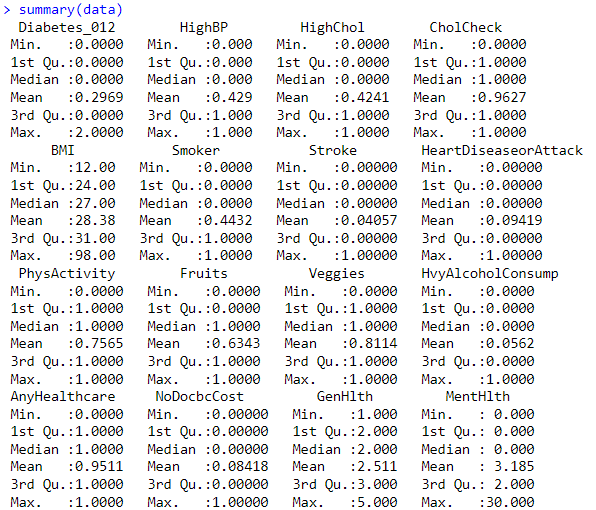 > summary(data)
Diabetes_012 HighBP HighChol CholCheck
Min. :0.0000 Min. :0.000 Min. :0.0000 Min. :0.0000
1st Qu.:0.0000 1st Qu.:0.000 1st Qu.:0.0000 1st Qu.:1.0000
Median :0.0000 Median :0.000 Median :0.0000 Median :1.0000
Mean :0.2969 Mean :0.429 Mean :0.4241 Mean :0.9627
3rd Qu.:0.0000 3rd Qu.:1.000 3rd Qu.:1.0000 3rd Qu.:1.0000
Max. :2.0000 Max. :1.000 Max. :1.0000 Max. :1.0000
BMI Smoker Stroke HeartDiseaseorAttack
Min. :12.00 Min. :0.0000 Min. :0.00000 Min. :0.00000
1st Qu.:24.00 1st Qu.:0.0000 1st Qu.:0.00000 1st Qu.:0.00000
Median :27.00 Median :0.0000 Median :0.00000 Median :0.00000
Mean :28.38 Mean :0.4432 Mean :0.04057 Mean :0.09419
3rd Qu.:31.00 3rd Qu.:1.0000 3rd Qu.:0.00000 3rd Qu.:0.00000
Max. :98.00 Max. :1.0000 Max. :1.00000 Max. :1.00000
PhysActivity Fruits Veggies HvyAlcoholConsump
Min. :0.0000 Min. :0.0000 Min. :0.0000 Min. :0.0000
1st Qu.:1.0000 1st Qu.:0.0000 1st Qu.:1.0000 1st Qu.:0.0000
Median :1.0000 Median :1.0000 Median :1.0000 Median :0.0000
Mean :0.7565 Mean :0.6343 Mean :0.8114 Mean :0.0562
3rd Qu.:1.0000 3rd Qu.:1.0000 3rd Qu.:1.0000 3rd Qu.:0.0000
Max. :1.0000 Max. :1.0000 Max. :1.0000 Max. :1.0000
AnyHealthcare NoDocbcCost GenHlth MentHlth
Min. :0.0000 Min. :0.00000 Min. :1.000 Min. : 0.000
1st Qu.:1.0000 1st Qu.:0.00000 1st Qu.:2.000 1st Qu.: 0.000
Median :1.0000 Median :0.00000 Median :2.000 Median : 0.000
Mean :0.9511 Mean :0.08418 Mean :2.511 Mean : 3.185
3rd Qu.:1.0000 3rd Qu.:0.00000 3rd Qu.:3.000 3rd Qu.: 2.000
Max. :1.0000 Max. :1.00000 Max. :5.000 Max. :30.000